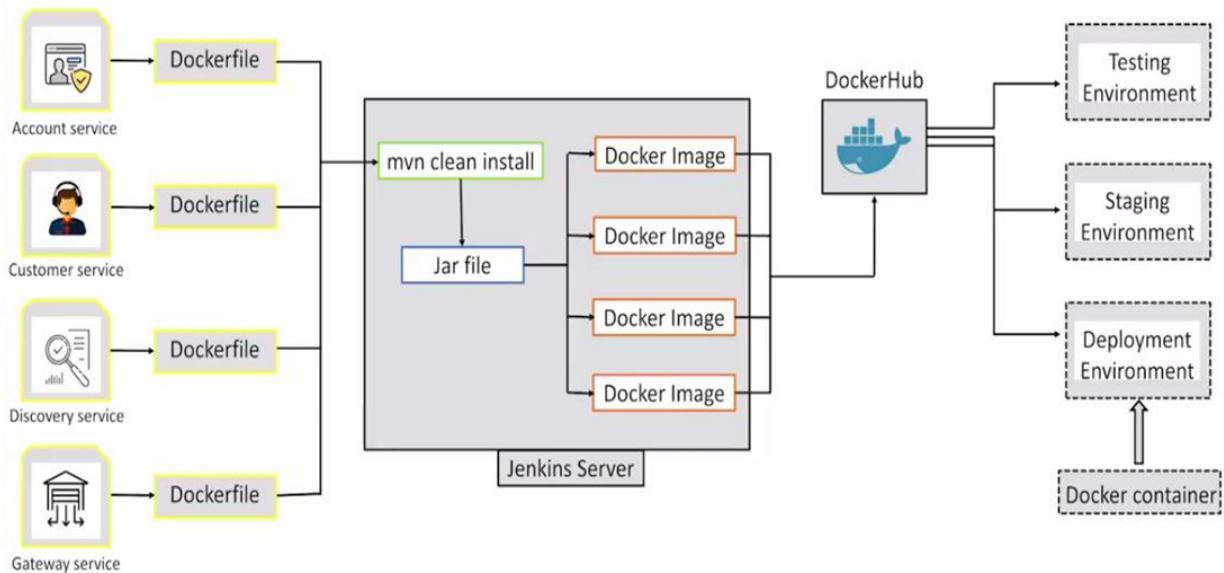 Account service
Dockerfile
Customer service
Dockerfile
Discovery service
Dockerfile
Gateway service
Dockerfile
mvn clean install
Jar file
Docker Image
Docker Image
Docker Image
Docker Image
Jenkins Server
DockerHub
Testing
Environment
Staging
Environment
Deployment
Environment
Docker container